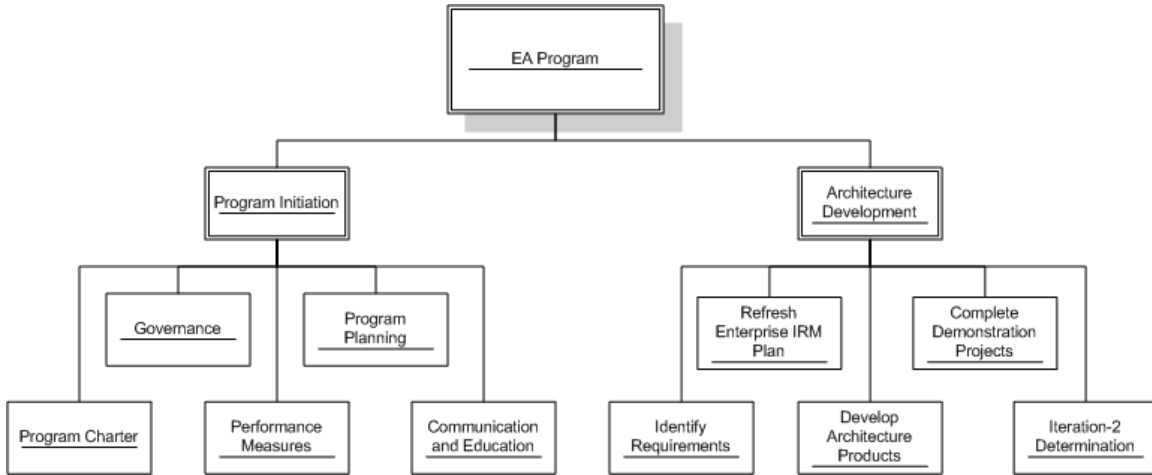 EA Program
Program Initiation
Architecture
Development
Governance
Program
Planning
Refresh
Enterprise IRM
Plan
Complete
Demonstration
Projects
Program Charter
Performance
Measures
Communication
and Education
Identify
Requirements
Develop
Architecture
Products
Iteration-2
Determination